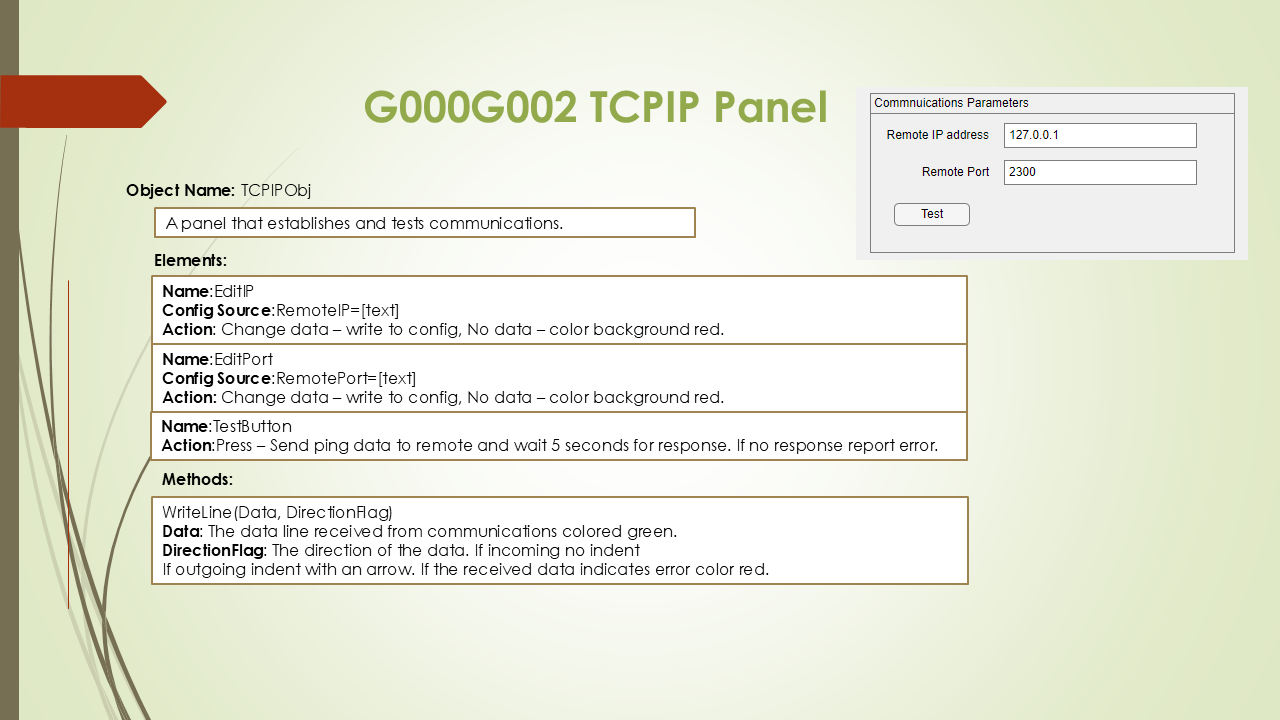 G000G002 TCPIP Panel
Commnuications Parameters
Remote IP address 127.0.0.1
Remote Port 2300
Test
Object Name: TCPIPObj
A panel that establishes and tests communications.
Elements:
Name:EditIP
Config Source:RemoteIP=[text]
Action: Change data – write to config, No data – color background red.
Name:EditPort
Config Source:RemotePort=[text]
Action: Change data – write to config, No data – color background red.
Name:TestButton
Action:Press – Send ping data to remote and wait 5 seconds for response. If no response report error.
Methods:
WriteLine(Data, DirectionFlag)
Data: The data line received from communications colored green.
DirectionFlag: The direction of the data. If incoming no indent
If outgoing indent with an arrow. If the received data indicates error color red.